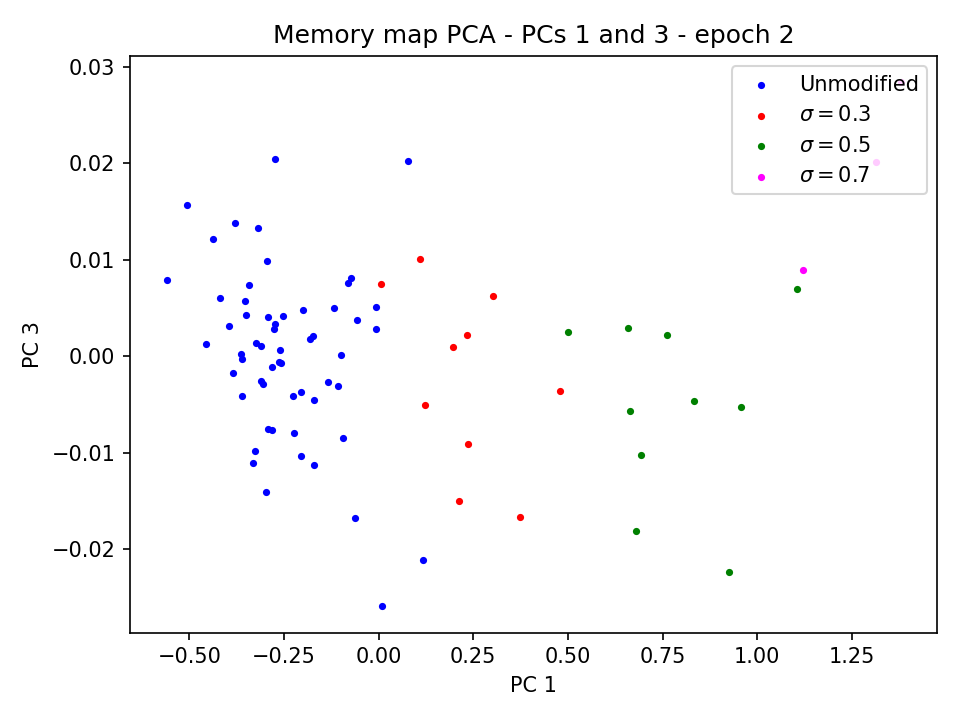 Memory map PCA - PCs 1 and 3 - epoch 2
0.03
0.02
0.01
0.00
−0.01
−0.02
PC 3
Unmodified
σ = 0.3
σ = 0.5
σ = 0.7
−0.50
−0.25
0.00
0.25
0.50
0.75
1.00
1.25
PC 1